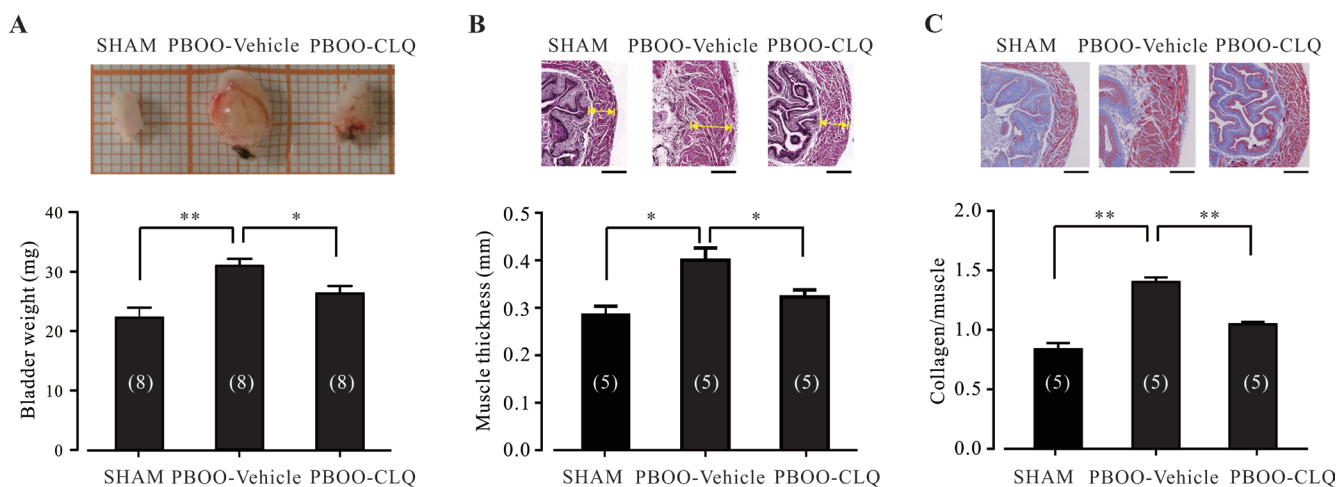 A
SHAM PBOO-Vehicle PBOO-CLQ
Bladder weight (mg)
40
30
20
10
0
** *
(8) (8) (8)
SHAM PBOO-Vehicle PBOO-CLQ
B
SHAM PBOO-Vehicle PBOO-CLQ
Muscle thickness (mm)
0.5
0.4
0.3
0.2
0.1
0.0
* *
(5) (5) (5)
SHAM PBOO-Vehicle PBOO-CLQ
C
SHAM PBOO-Vehicle PBOO-CLQ
Collagen/muscle
2.0
1.5
1.0
0.5
0.0
** **
(5) (5) (5)
SHAM PBOO-Vehicle PBOO-CLQ